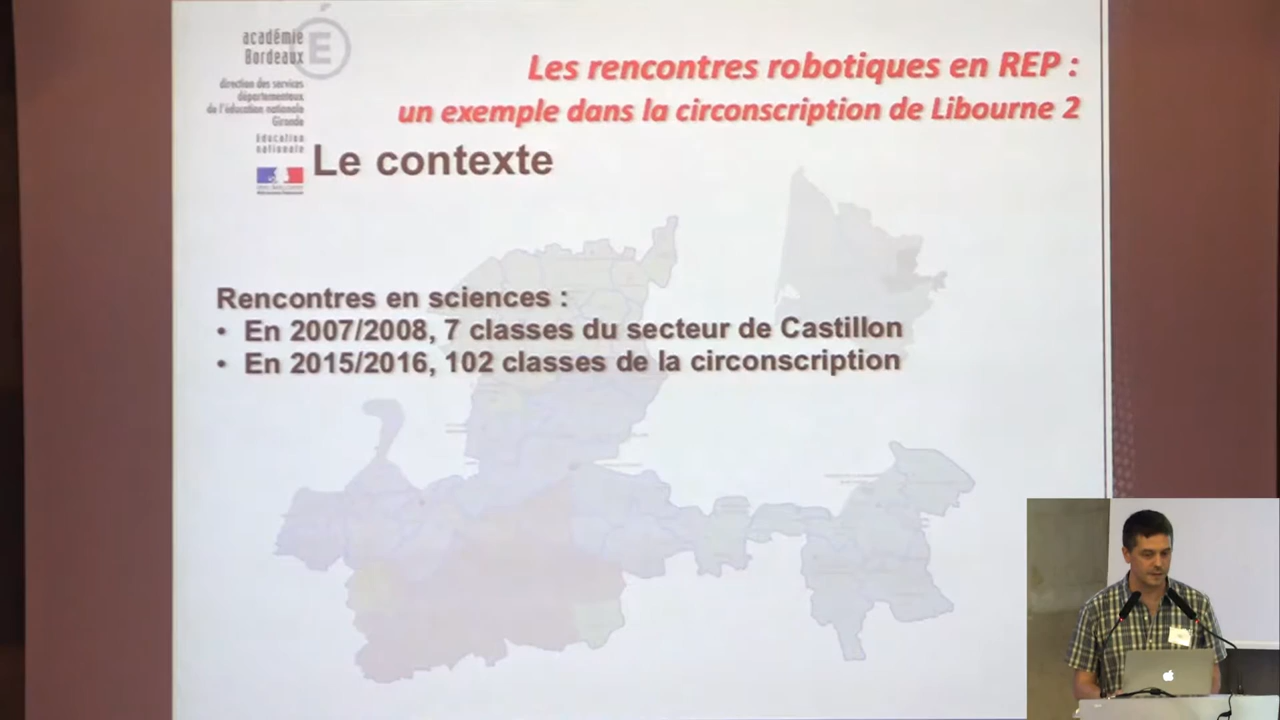 académie
Bordeaux
É
direction des services
départementaux
de l'éducation nationale
Gironde
Éducation
nationale
Les rencontres robotiques en REP :
un exemple dans la circonscription de Libourne 2
Le contexte
Rencontres en sciences :
• En 2007/2008, 7 classes du secteur de Castillon
• En 2015/2016, 102 classes de la circonscription